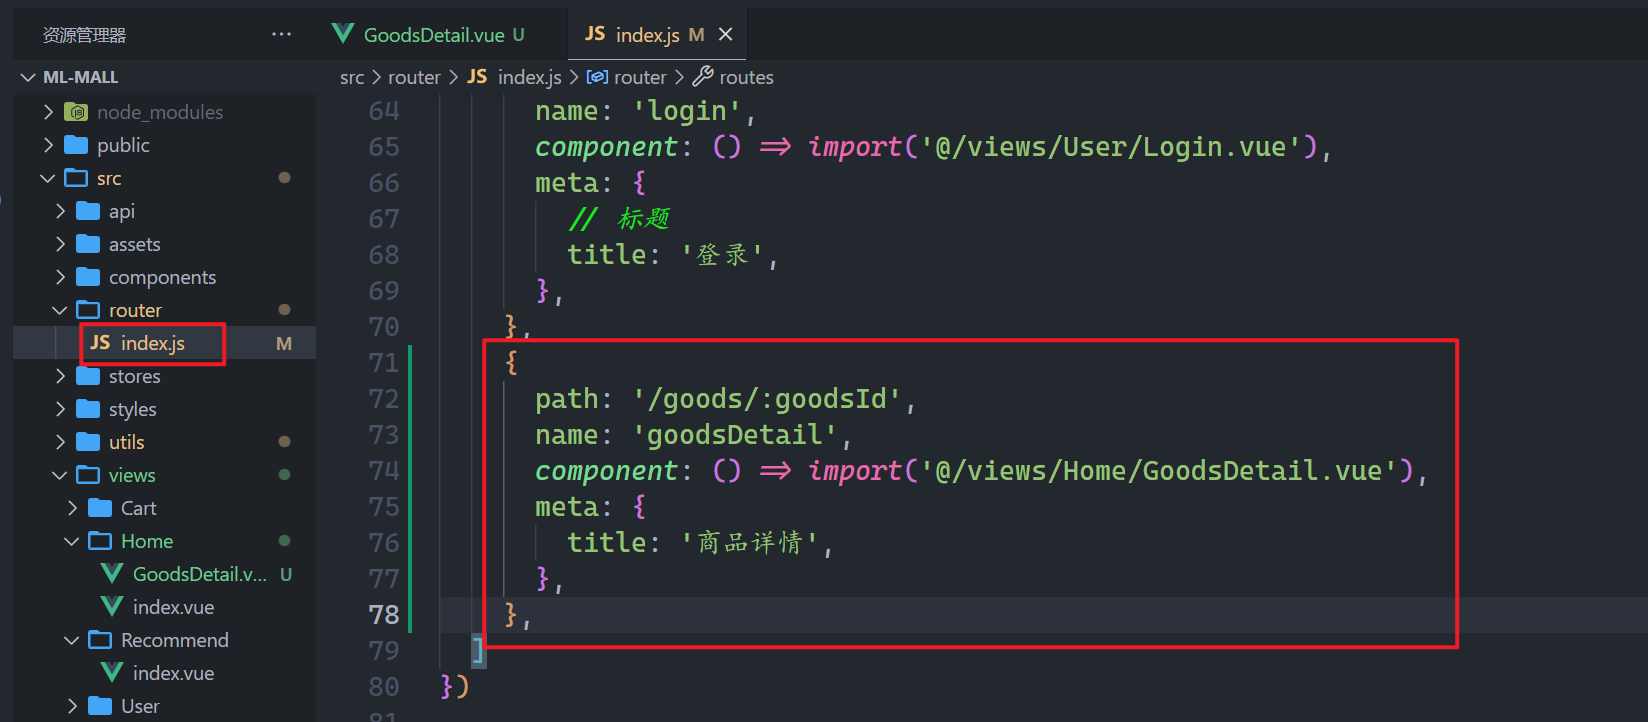 资源管理器 ···
ML-MALL
node_modules
public
src
api
assets
components
router
JS index.js M
stores
styles
utils
views
Cart
Home
GoodsDetail.v... U
index.vue
Recommend
index.vue
User
GoodsDetail.vue U
JS index.js M
src > router > JS index.js > router > routes
64 name: 'login',
65 component: () => import('@/views/User/Login.vue'),
66 meta: {
67 // 标题
68 title: '登录',
69 },
70 },
71 {
72 path: '/goods/:goodsId',
73 name: 'goodsDetail',
74 component: () => import('@/views/Home/GoodsDetail.vue'),
75 meta: {
76 title: '商品详情',
77 },
78 },
79 ]
80 })
81